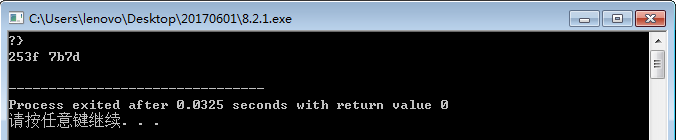 C:\Users\lenovo\Desktop\20170601\8.2.1.exe
?}
253f 7b7d
--------------------------------
Process exited after 0.0325 seconds with return value 0
请按任意键继续. . .